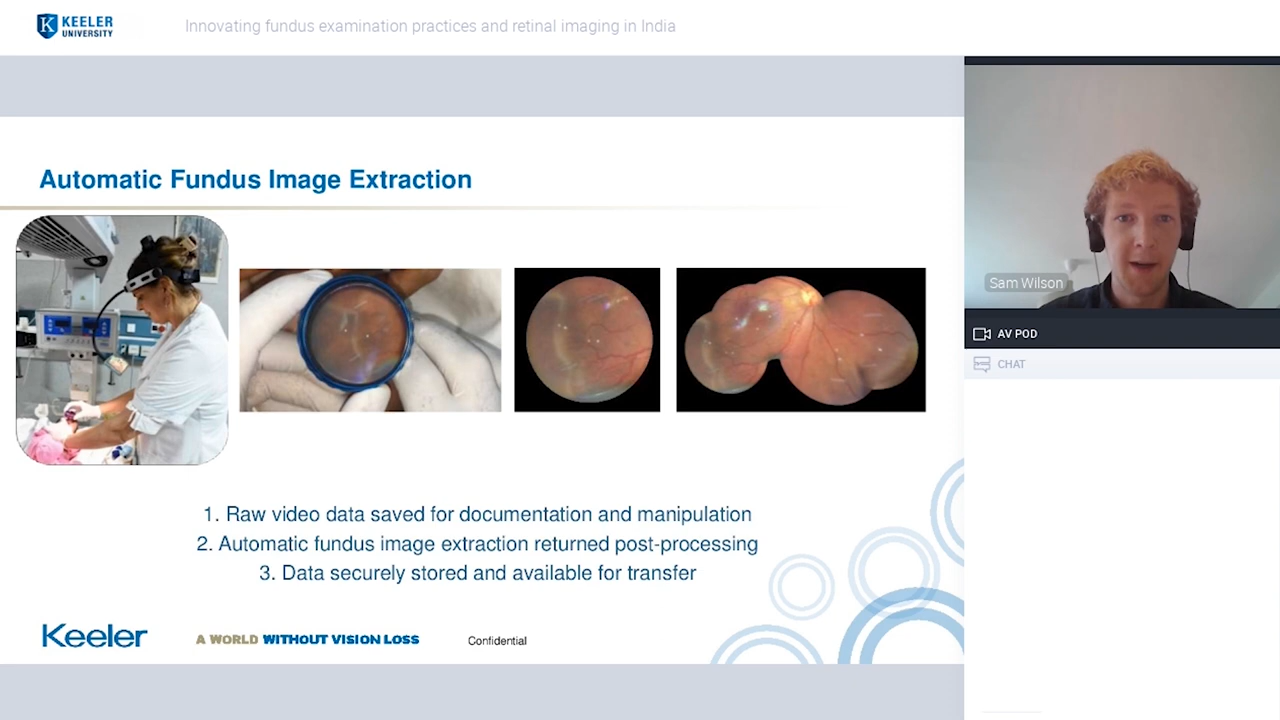 KEELER
UNIVERSITY
Innovating fundus examination practices and retinal imaging in India
Automatic Fundus Image Extraction
1. Raw video data saved for documentation and manipulation
2. Automatic fundus image extraction returned post-processing
3. Data securely stored and available for transfer
Keeler
A WORLD WITHOUT VISION LOSS
Confidential
Sam Wilson
AV POD
CHAT